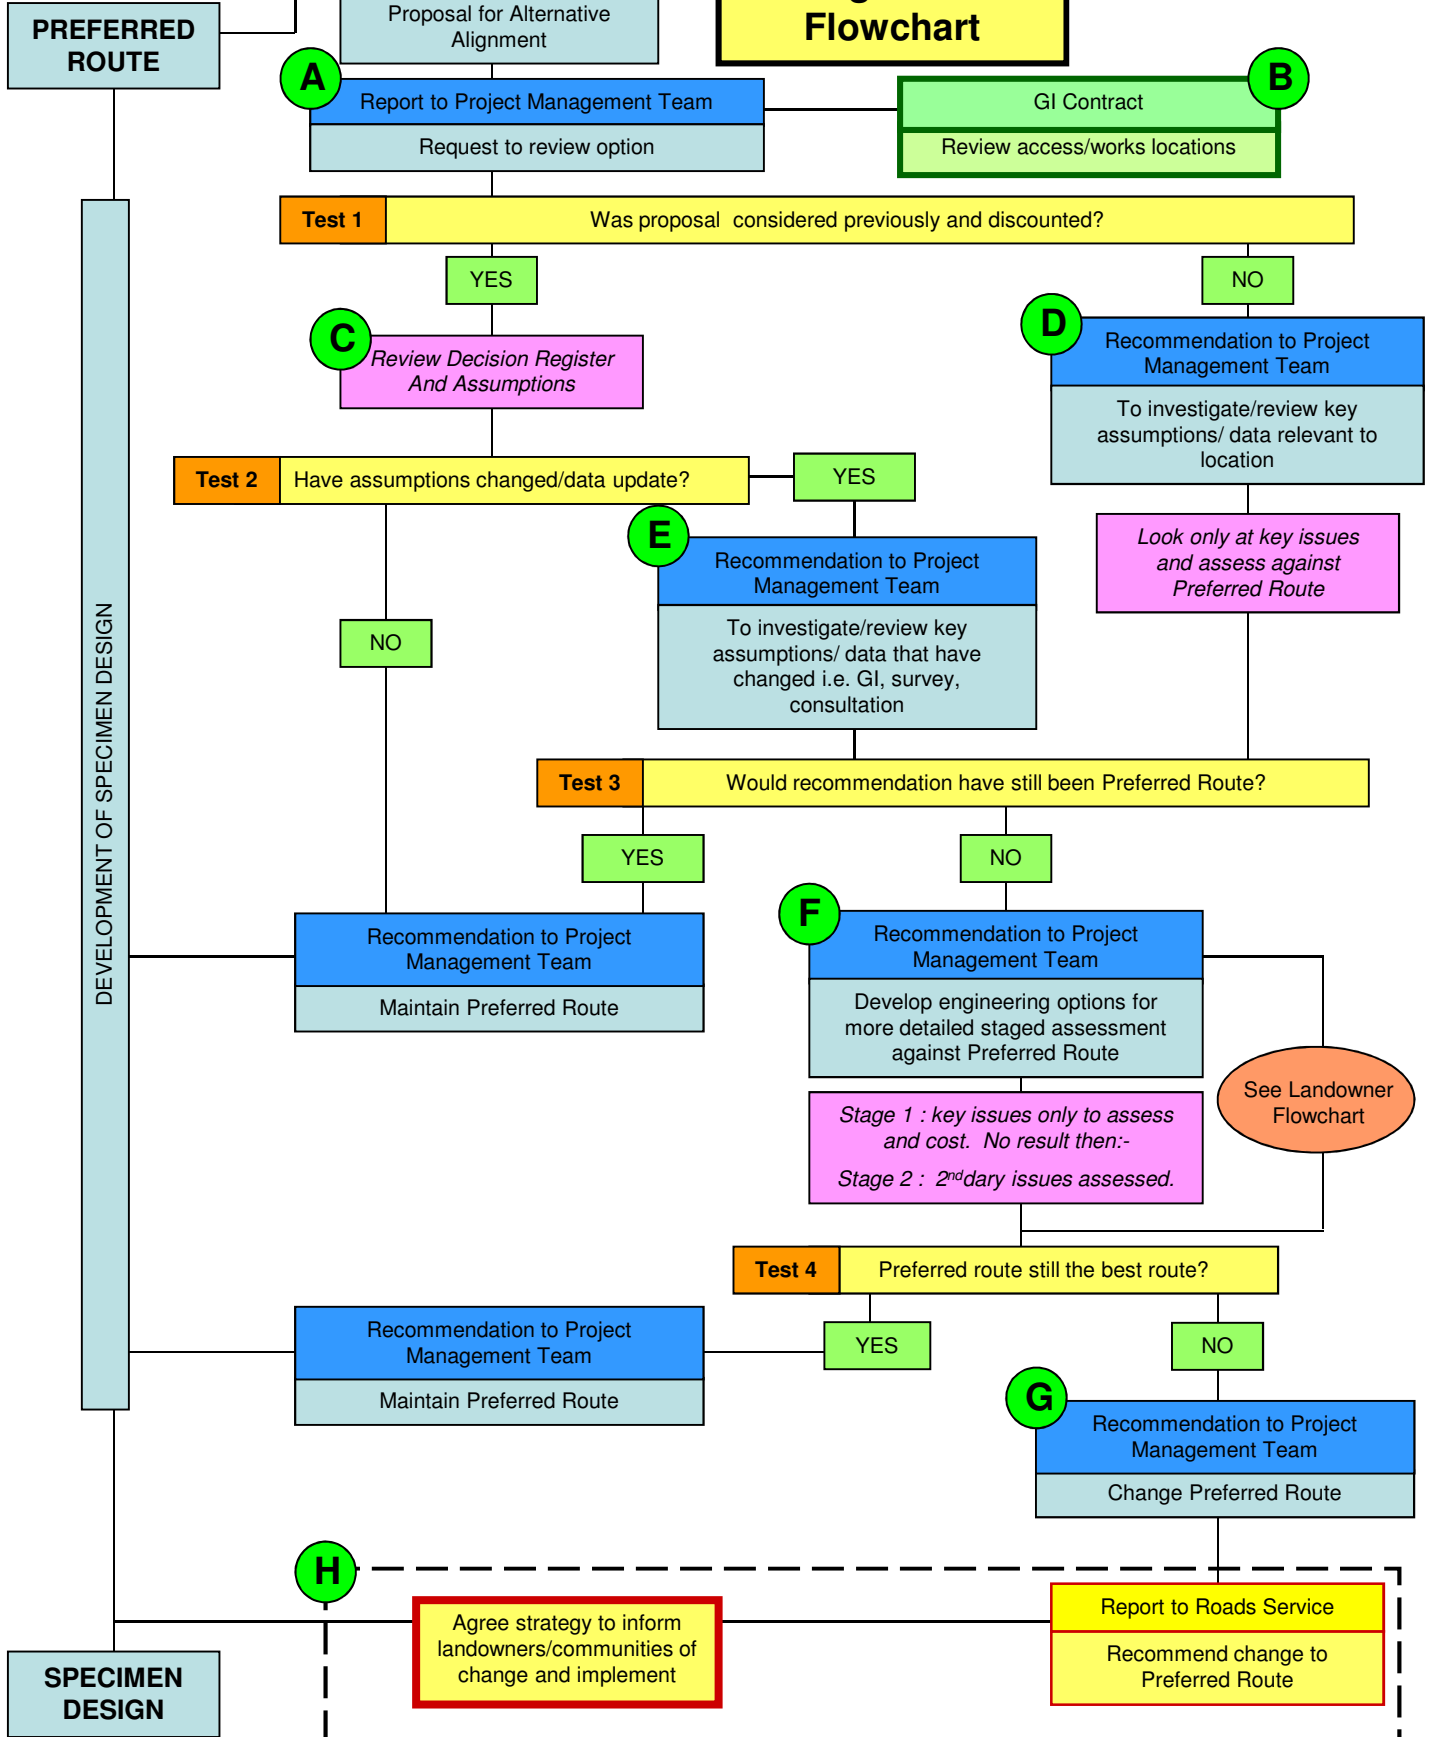 PREFERRED
ROUTE
Proposal for Alternative
Alignment
Flowchart
A
Report to Project Management Team
Request to review option
B
GI Contract
Review access/works locations
Test 1
Was proposal considered previously and discounted?
YES
NO
C
Review Decision Register
And Assumptions
D
Recommendation to Project
Management Team
To investigate/review key
assumptions/ data relevant to
location
Look only at key issues
and assess against
Preferred Route
Test 2
Have assumptions changed/data update?
YES
NO
E
Recommendation to Project
Management Team
To investigate/review key
assumptions/ data that have
changed i.e. GI, survey,
consultation
DEVELOPMENT OF SPECIMEN DESIGN
Test 3
Would recommendation have still been Preferred Route?
YES
NO
Recommendation to Project
Management Team
Maintain Preferred Route
F
Recommendation to Project
Management Team
Develop engineering options for
more detailed staged assessment
against Preferred Route
See Landowner
Flowchart
Stage 1 : key issues only to assess
and cost. No result then:-
Stage 2 : 2nddary issues assessed.
Test 4
Preferred route still the best route?
YES
NO
Recommendation to Project
Management Team
Maintain Preferred Route
G
Recommendation to Project
Management Team
Change Preferred Route
H
Agree strategy to inform
landowners/communities of
change and implement
Report to Roads Service
Recommend change to
Preferred Route
SPECIMEN
DESIGN